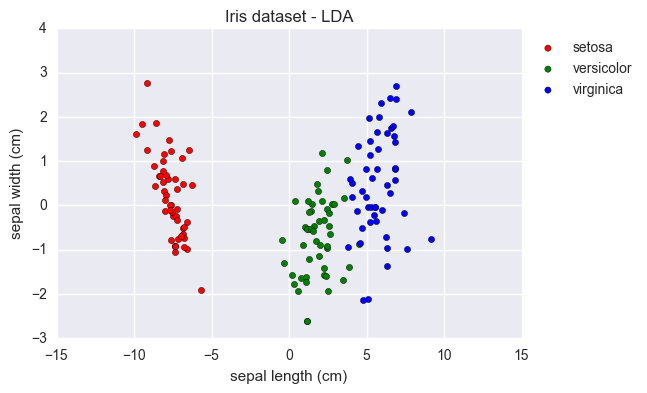 Iris dataset - LDA
4
3
2
1
0
−1
−2
−3
−15
−10
−5
0
5
10
15
sepal length (cm)
sepal width (cm)
setosa
versicolor
virginica